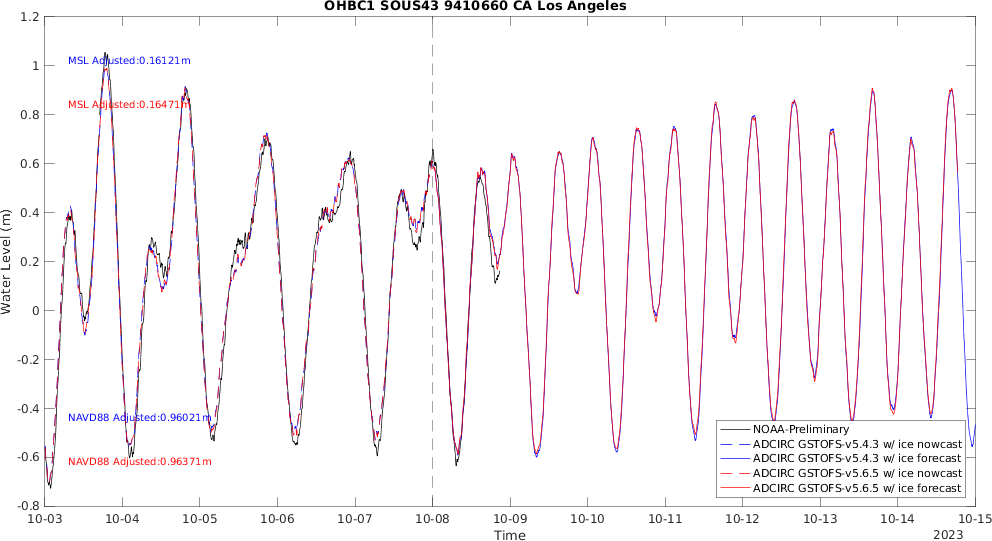 OHBC1 SOUS43 9410660 CA Los Angeles
1.2
1
0.8
0.6
0.4
0.2
0
-0.2
-0.4
-0.6
-0.8
Water Level (m)
MSL Adjusted:0.16121m
MSL Adjusted:0.16471m
NAVD88 Adjusted:0.96021m
NAVD88 Adjusted:0.96371m
NOAA-Preliminary
ADCIRC GSTOFS-v5.4.3 w/ ice nowcast
ADCIRC GSTOFS-v5.4.3 w/ ice forecast
ADCIRC GSTOFS-v5.6.5 w/ ice nowcast
ADCIRC GSTOFS-v5.6.5 w/ ice forecast
10-03 10-04 10-05 10-06 10-07 10-08 10-09 10-10 10-11 10-12 10-13 10-14 10-15
Time
2023